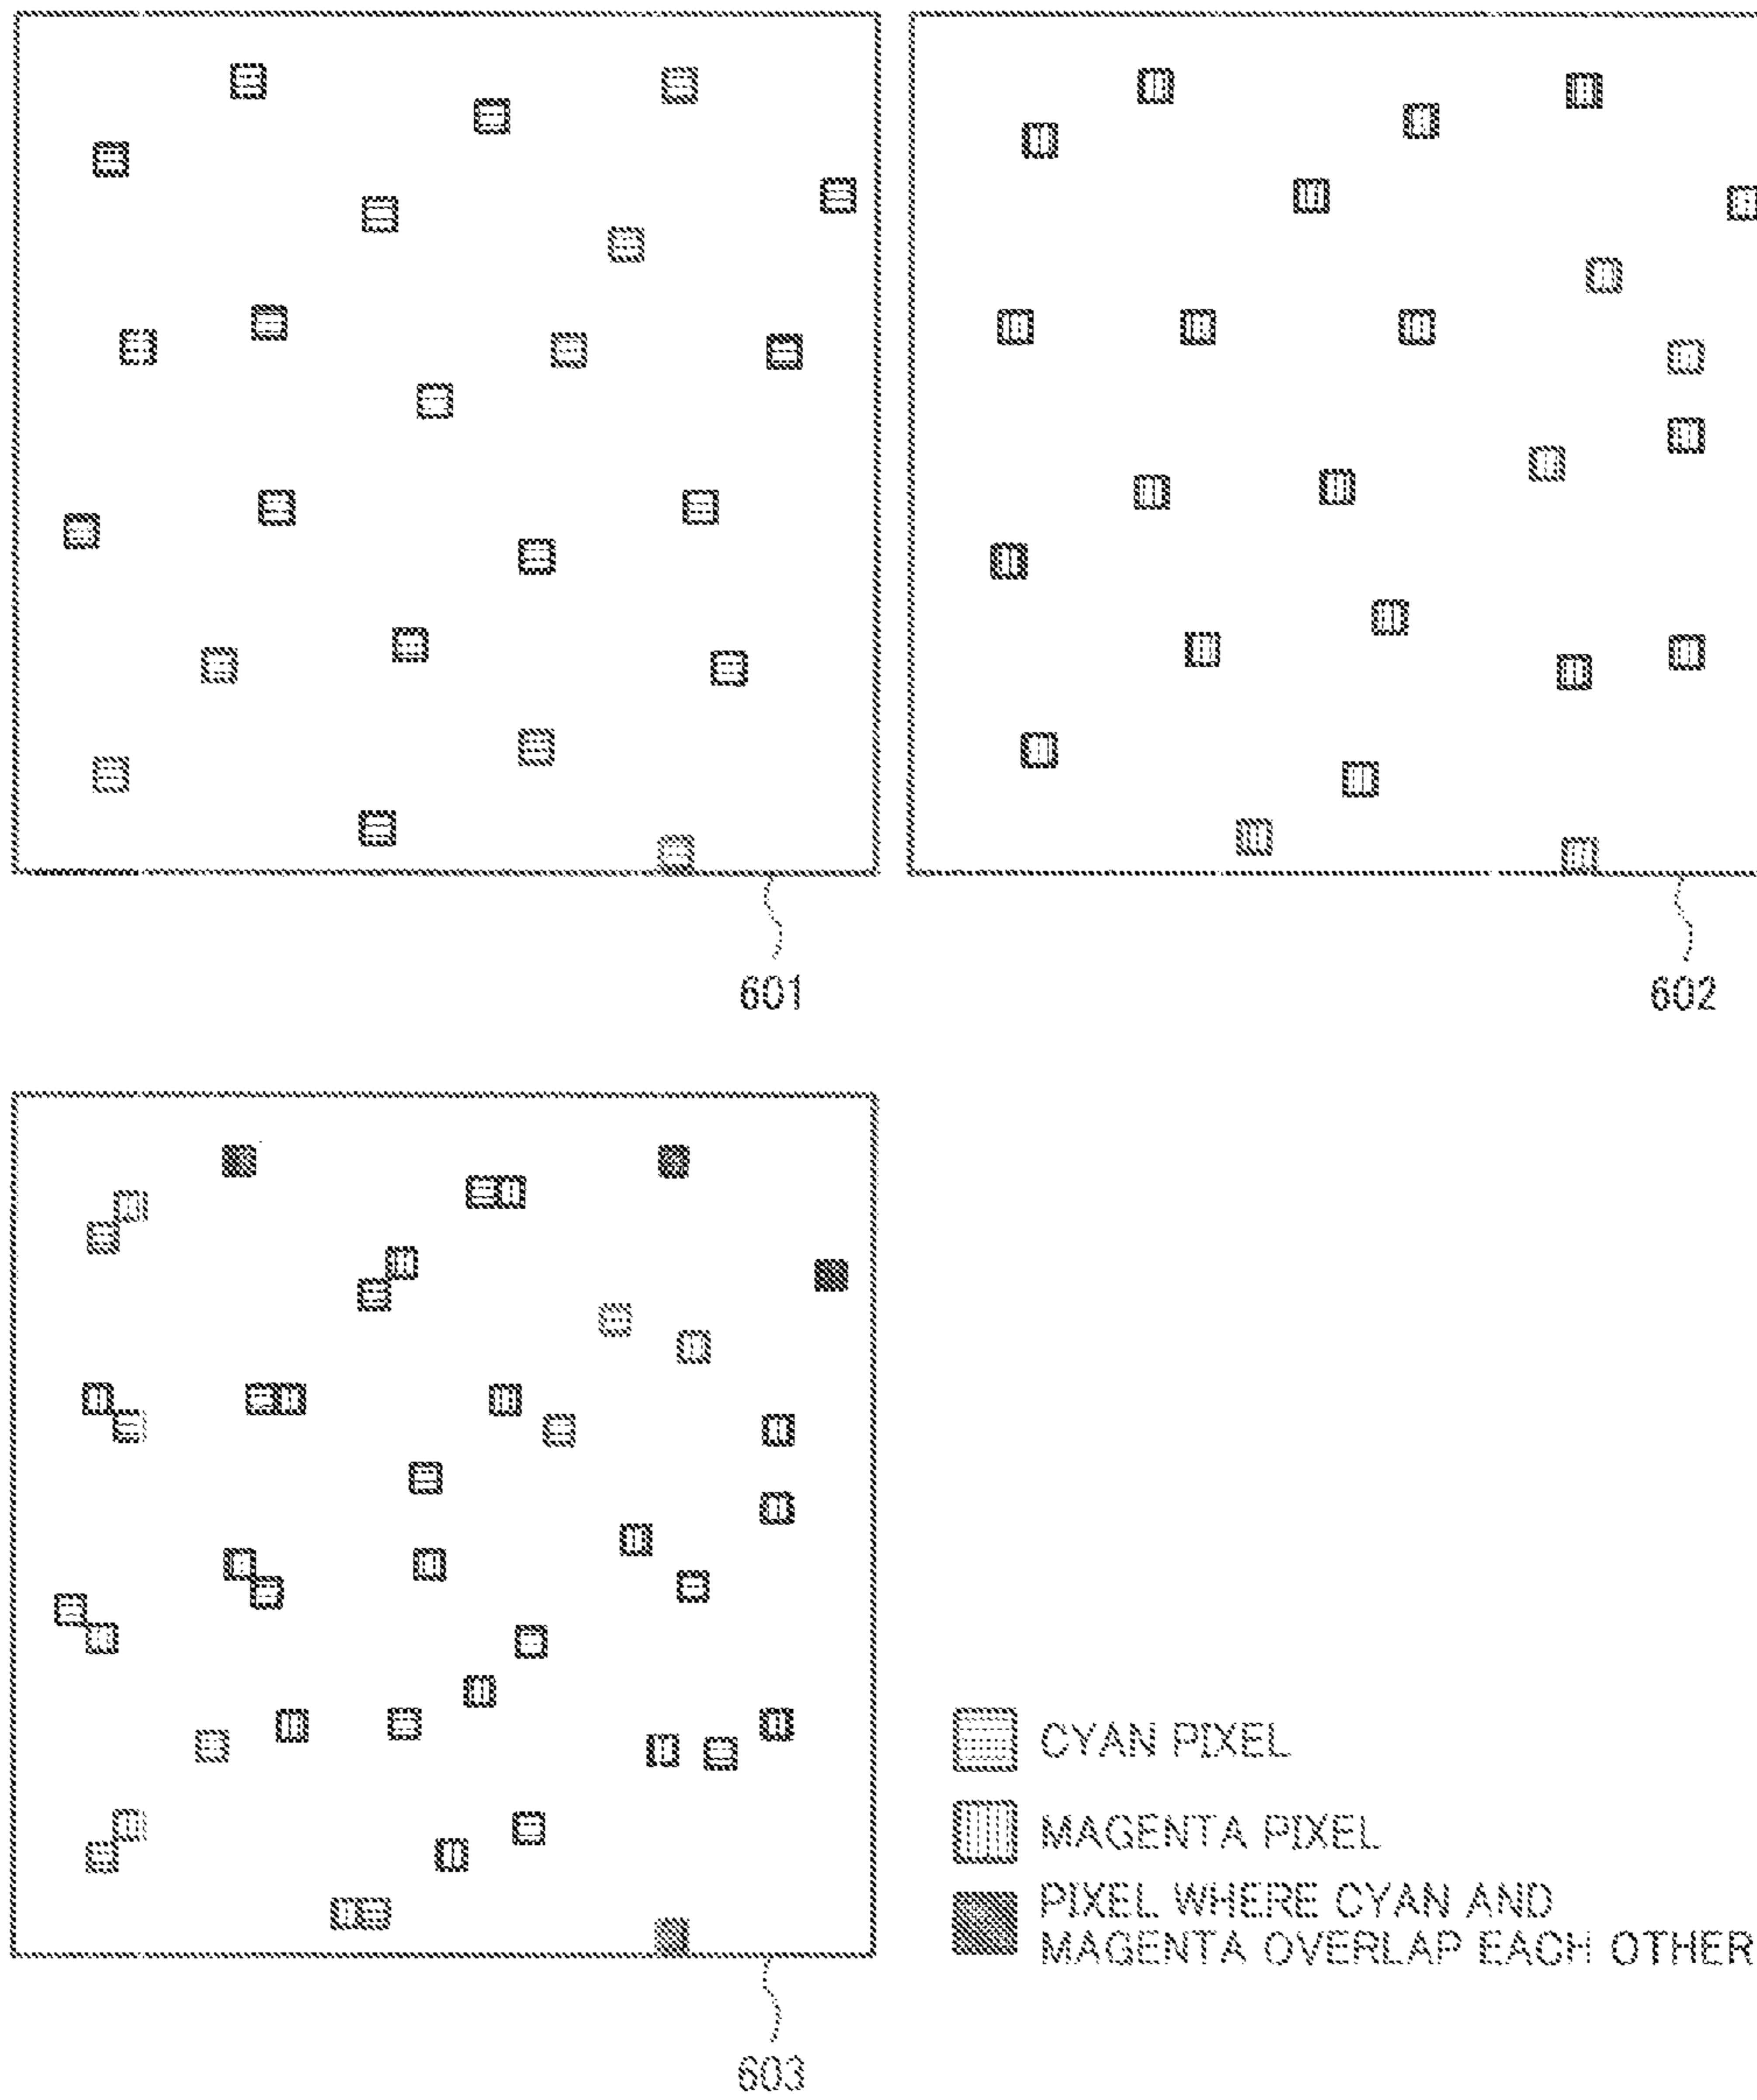 601
602
603
CYAN PIXEL
MAGENTA PIXEL
PIXEL WHERE CYAN AND
MAGENTA OVERLAP EACH OTHER